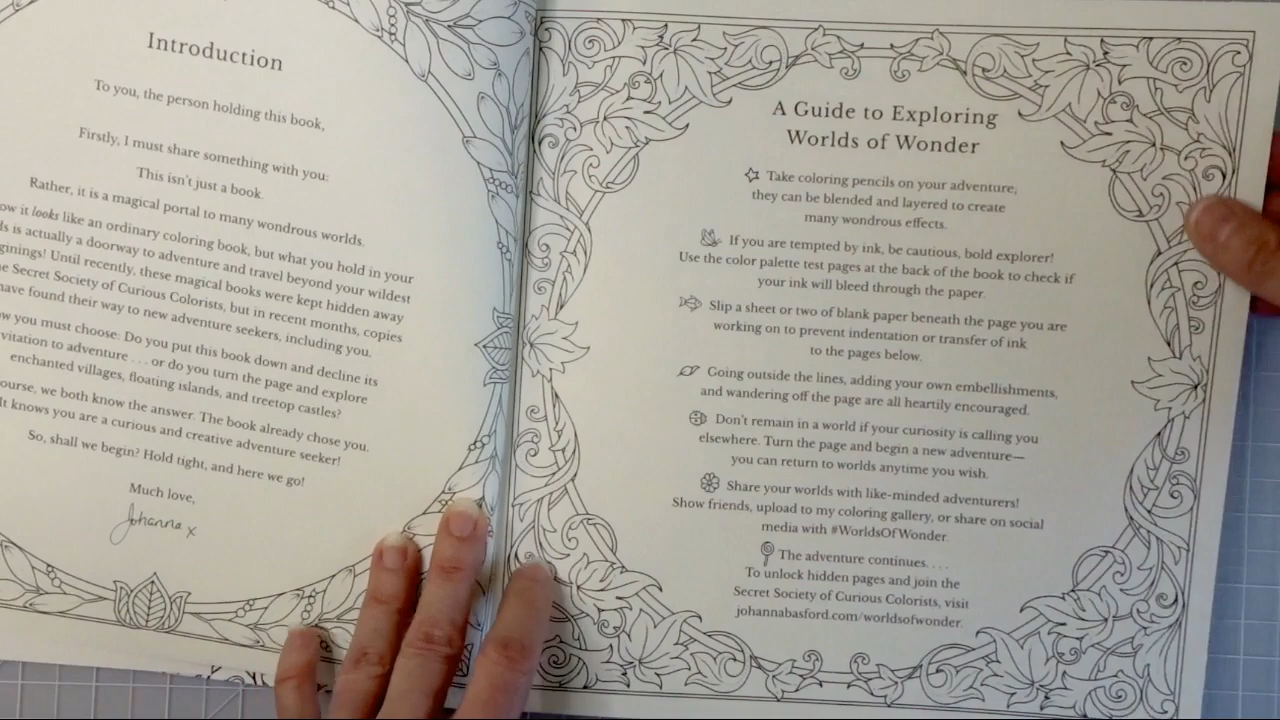 Introduction
To you, the person holding this book,
Firstly, I must share something with you:
This isn't just a book.
Rather, it is a magical portal to many wondrous worlds.
it looks like an ordinary coloring book, but what you hold in your
is actually a doorway to adventure and travel beyond your wildest
Until recently, these magical books were kept hidden away
Secret Society of Curious Colorists, but in recent months, copies
have found their way to new adventure seekers, including you.
you must choose: Do you put this book down and decline its
to adventure . . . or do you turn the page and explore
enchanted villages, floating islands, and treetop castles?
we both know the answer. The book already chose you.
It knows you are a curious and creative adventure seeker!
So, shall we begin? Hold tight, and here we go!
Much love,
Johanna x
A Guide to Exploring
Worlds of Wonder
Take coloring pencils on your adventure,
they can be blended and layered to create
many wondrous effects.
If you are tempted by ink, be cautious, bold explorer!
Use the color palette test pages at the back of the book to check if
your ink will bleed through the paper.
Slip a sheet or two of blank paper beneath the page you are
working on to prevent indentation or transfer of ink
to the pages below.
Going outside the lines, adding your own embellishments,
and wandering off the page are all heartily encouraged.
Don't remain in a world if your curiosity is calling you
elsewhere. Turn the page and begin a new adventure—
you can return to worlds anytime you wish.
Share your worlds with like-minded adventurers!
Show friends, upload to my coloring gallery, or share on social
media with #WorldsOfWonder.
The adventure continues. . . .
To unlock hidden pages and join the
Secret Society of Curious Colorists, visit
johannabasford.com/worldsofwonder.